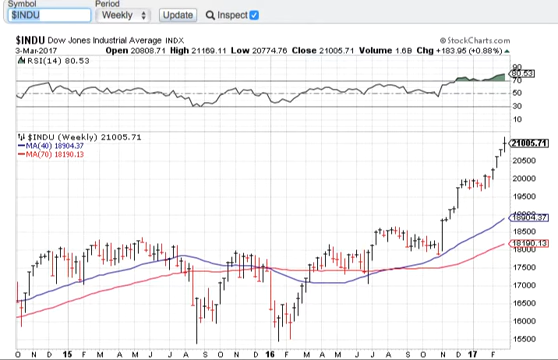 Symbol Period
$INDU Weekly Update Inspect
$INDU Dow Jones Industrial Average INDX © StockCharts.com
3-Mar-2017 Open 20808.71 High 21169.11 Low 20774.76 Close 21005.71 Volume 1.6B Chg +183.95 (+0.88%)
RSI(14) 80.53
90
80.53
70
50
30
10
$INDU (Weekly) 21005.71
MA(40) 18904.37
MA(70) 18190.13
21005.71
20500
20000
19500
19000
18904.37
18500
18190.13
17500
17000
16500
16000
15500
O N D 15 F M A M J J A S O N D 16 F M A M J J A S O N D 17 F